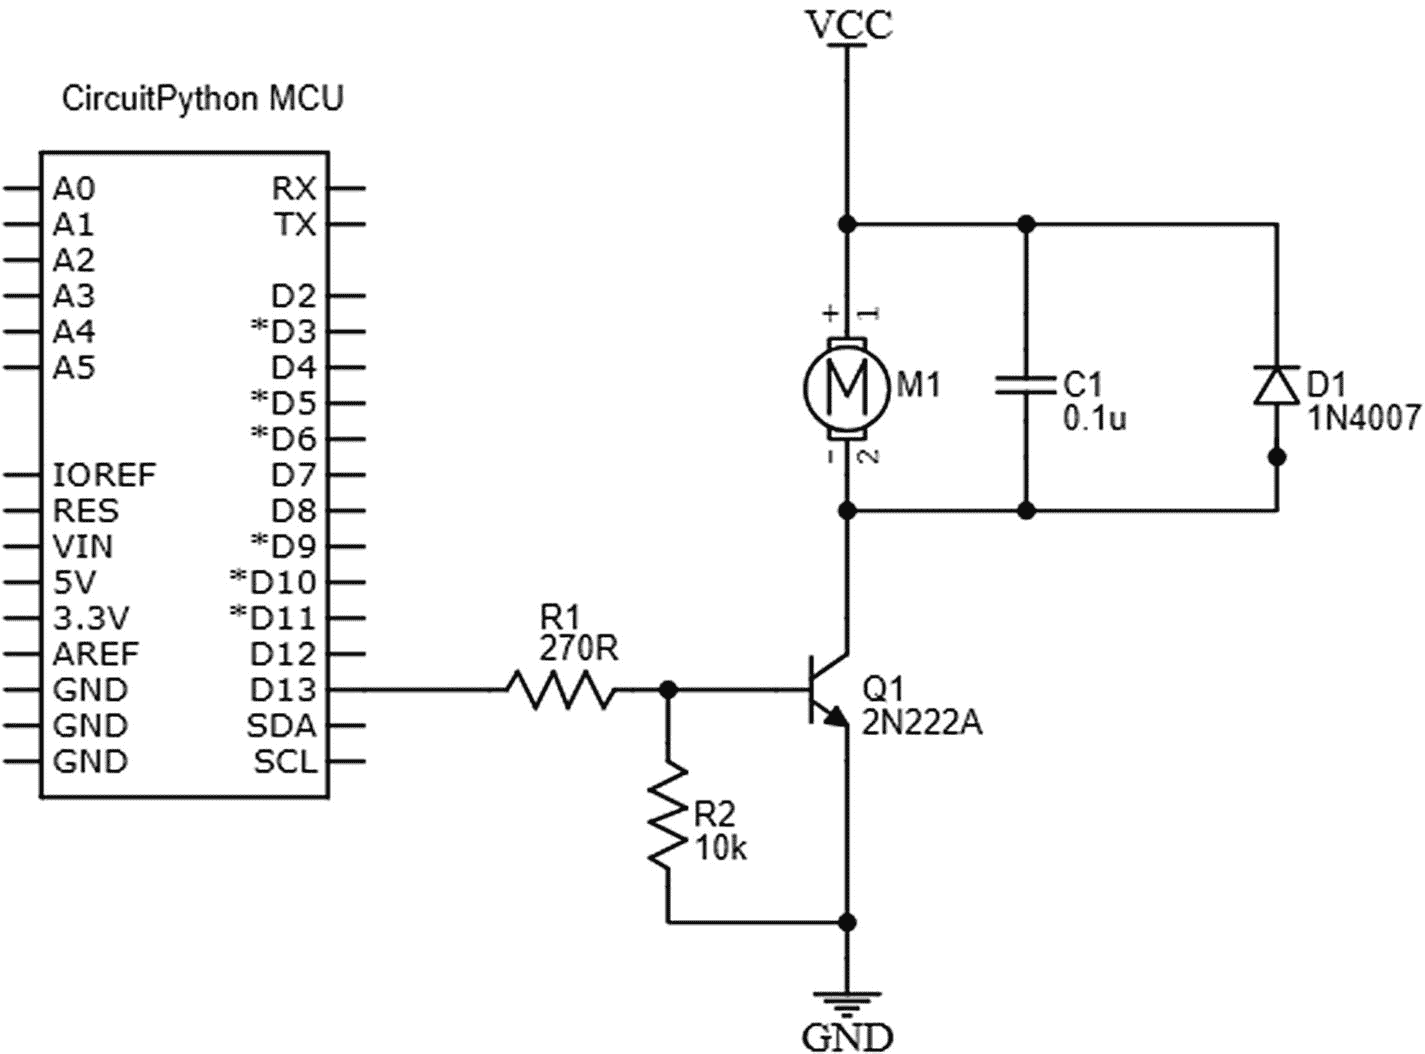 VCC
CircuitPython MCU
A0 RX
A1 TX
A2
A3 D2
A4 *D3
A5 D4
*D5
*D6
IOREF D7
RES D8
VIN *D9
5V *D10
3.3V *D11
AREF D12
GND D13
GND SDA
GND SCL
+ 1
M
M1
- 2
C1
0.1u
D1
1N4007
R1
270R
Q1
2N222A
R2
10k
GND